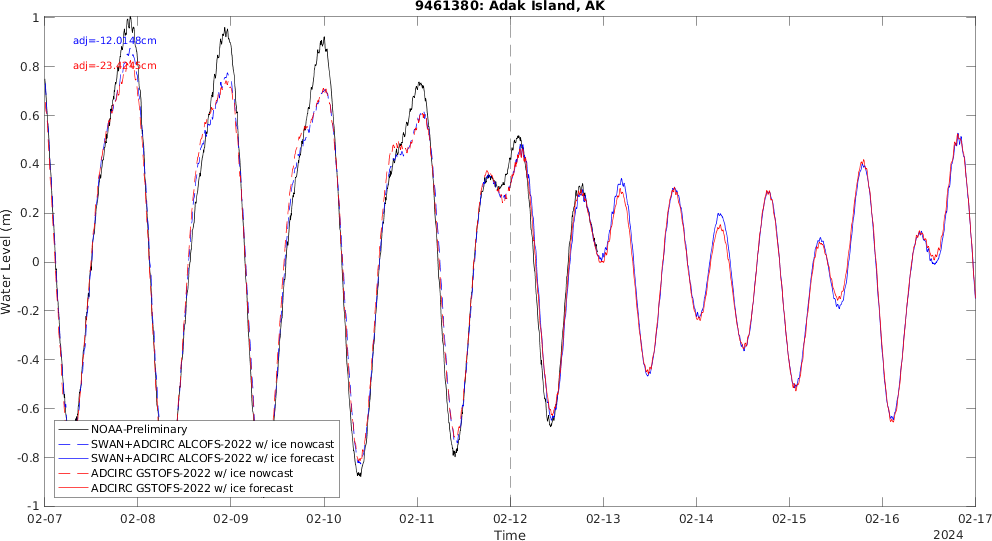 9461380: Adak Island, AK
1
0.8
0.6
0.4
0.2
0
-0.2
-0.4
-0.6
-0.8
-1
Water Level (m)
adj=-12.0148cm
NOAA-Preliminary
SWAN+ADCIRC ALCOFS-2022 w/ ice nowcast
SWAN+ADCIRC ALCOFS-2022 w/ ice forecast
ADCIRC GSTOFS-2022 w/ ice nowcast
ADCIRC GSTOFS-2022 w/ ice forecast
02-07 02-08 02-09 02-10 02-11 02-12 02-13 02-14 02-15 02-16 02-17
Time
2024